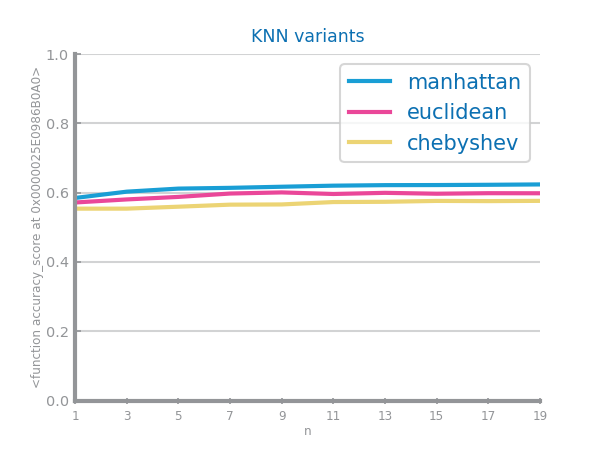 KNN variants
<function accuracy_score at 0x0000025E0986B0A0>
1.0
0.8
0.6
0.4
0.2
0.0
manhattan
euclidean
chebyshev
1 3 5 7 9 11 13 15 17 19
n